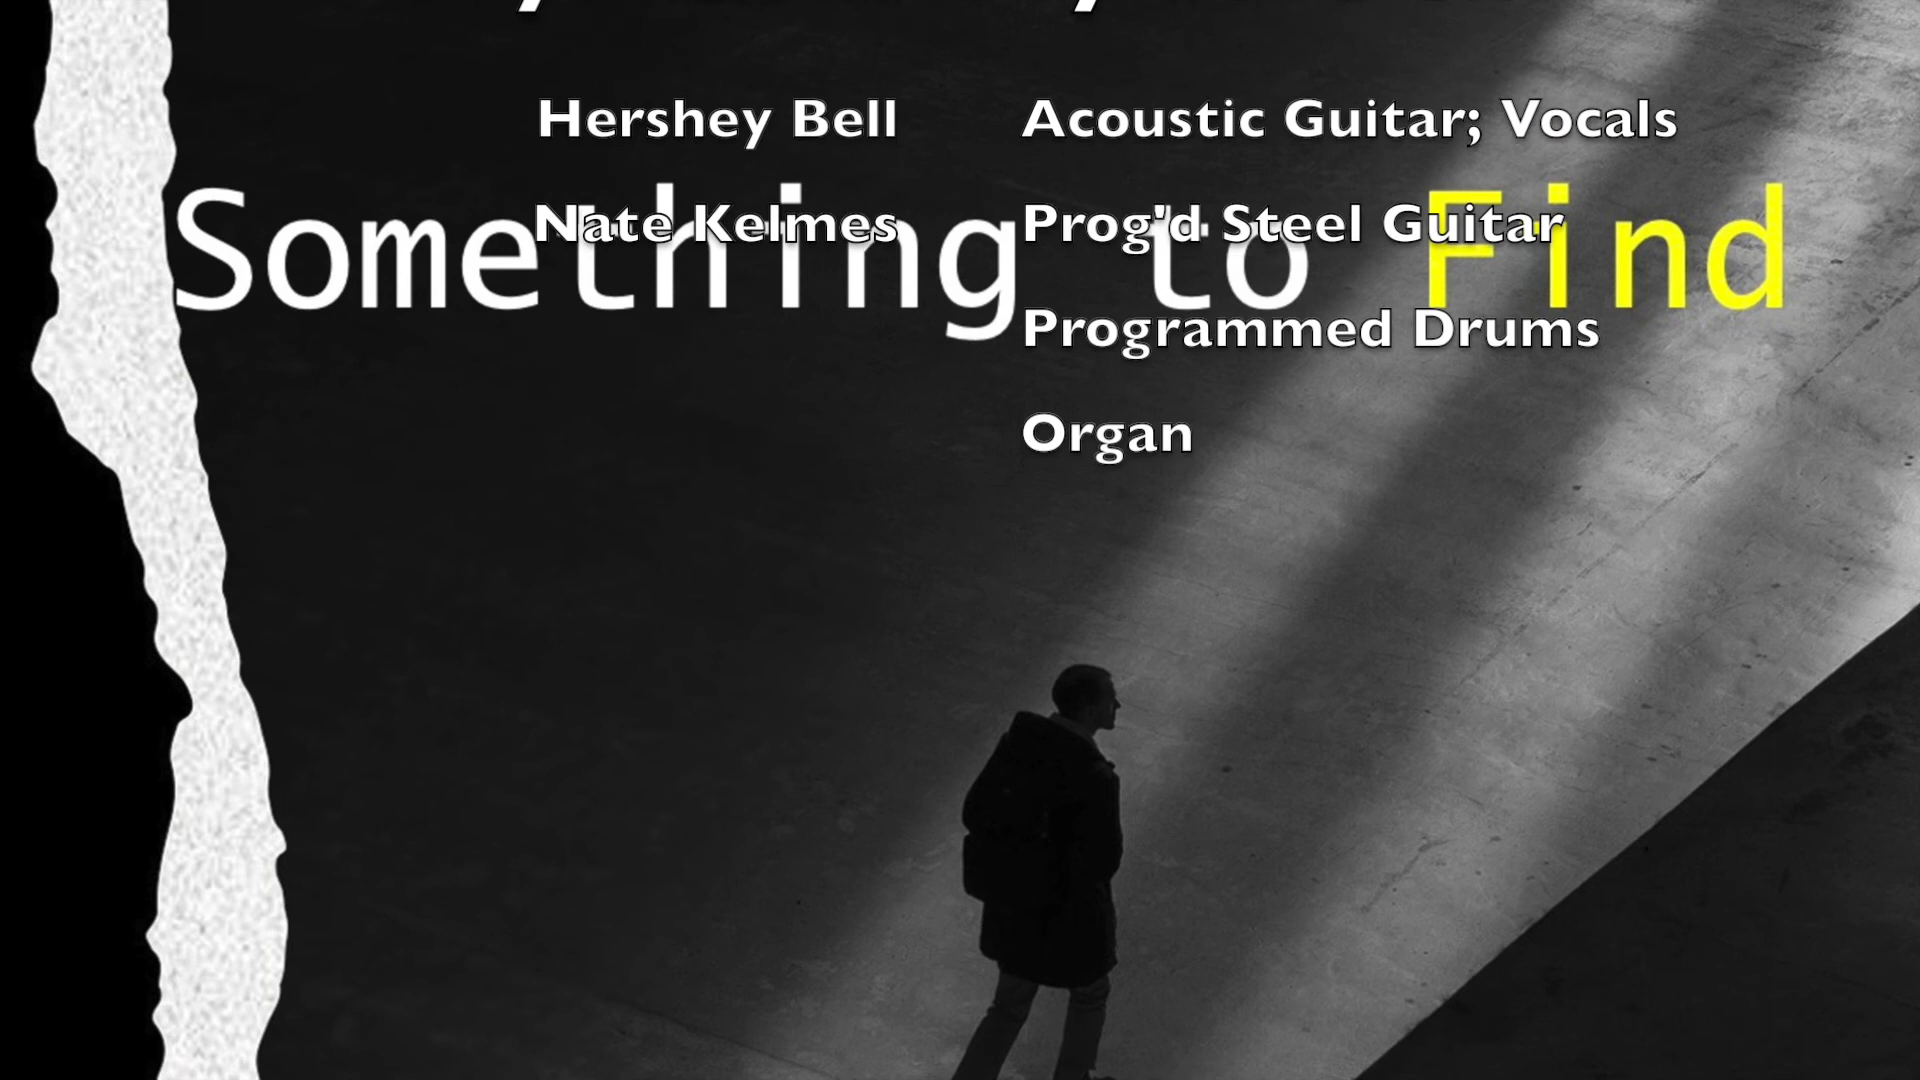 Hershey Bell Acoustic Guitar; Vocals
Nate Kelmes Prog'd Steel Guitar
Something to Find
Programmed Drums
Organ